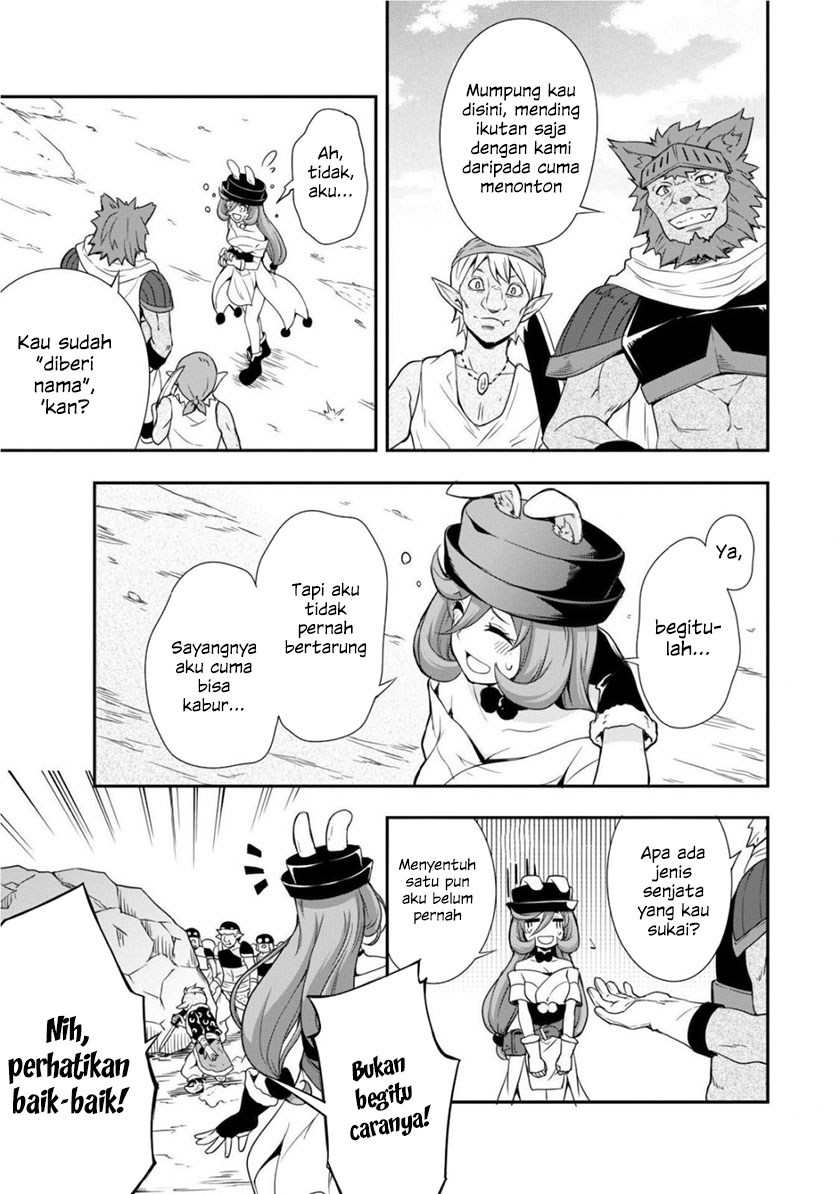 Mumpung kau
disini, mending
ikutan saja
dengan kami
daripada cuma
menonton
Ah,
tidak,
aku...
Kau sudah
"diberi
nama",
'kan?
Ya,
begitu-
lah...
Tapi aku
tidak
pernah
bertarung
Sayangnya
aku cuma
bisa
kabur...
Apa ada
jenis
senjata
yang kau
sukai?
Menyentuh
satu pun
aku belum
pernah
Bukan
begitu
caranya!
Nih,
perhatikan
baik-baik!